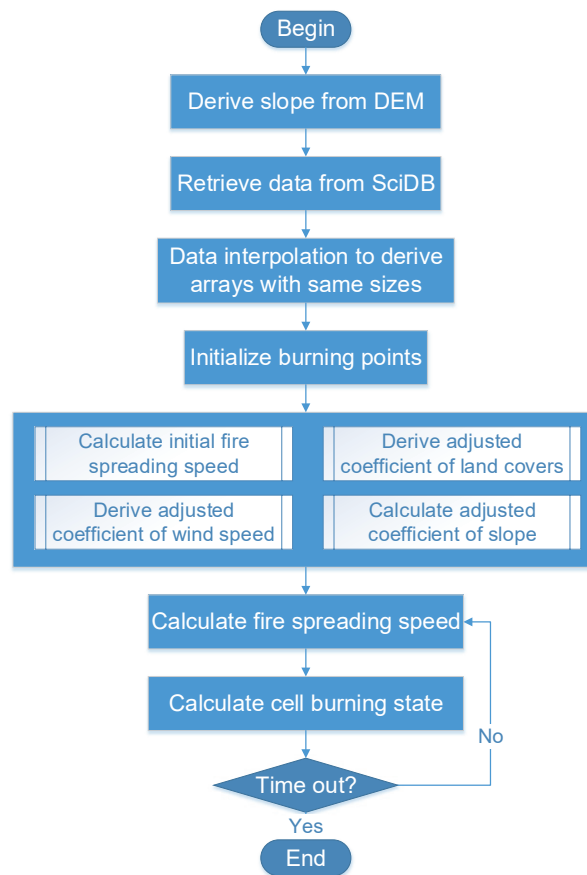 Begin
Derive slope from DEM
Retrieve data from SciDB
Data interpolation to derive
arrays with same sizes
Initialize burning points
Calculate initial fire
spreading speed
Derive adjusted
coefficient of land covers
Derive adjusted
coefficient of wind speed
Calculate adjusted
coefficient of slope
Calculate fire spreading speed
Calculate cell burning state
No
Time out?
Yes
End